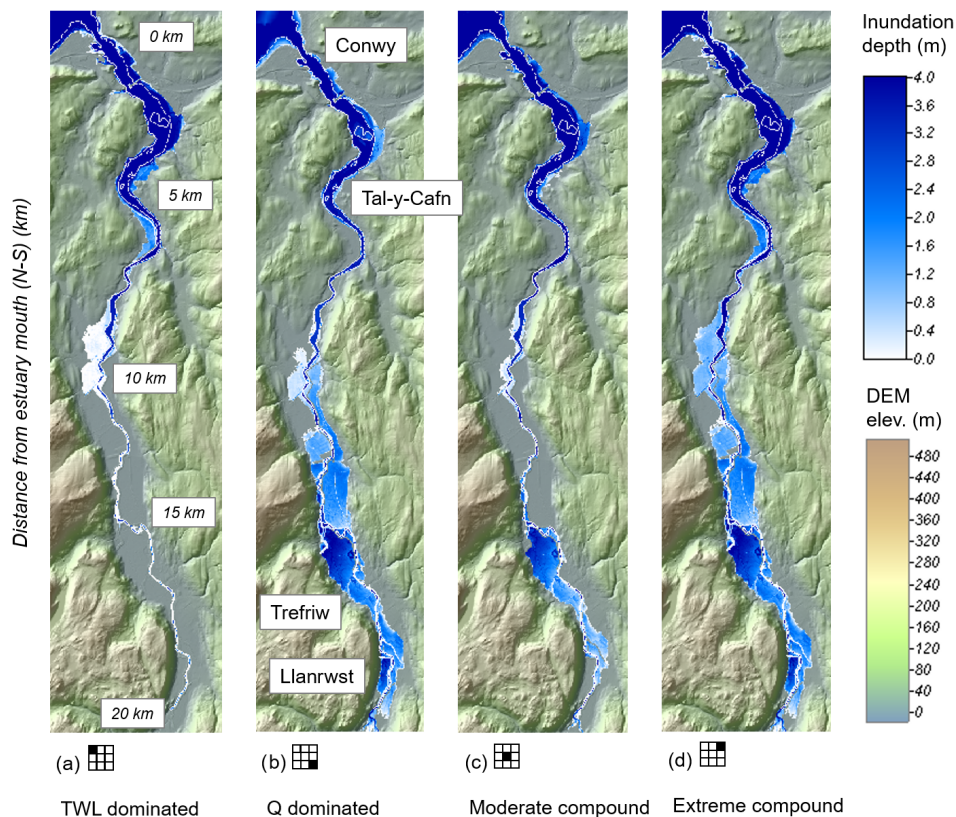 Inundation
depth (m)
0 km
Conwy
4.0
3.6
3.2
2.8
2.4
2.0
1.6
1.2
0.8
0.4
0.0
5 km
Tal-y-Cafn
Distance from estuary mouth (N-S) (km)
10 km
DEM
elev. (m)
480
440
400
360
320
280
240
200
160
120
80
40
0
15 km
Trefriw
Llanrwst
20 km
(a)
(b)
(c)
(d)
TWL dominated
Q dominated
Moderate compound
Extreme compound